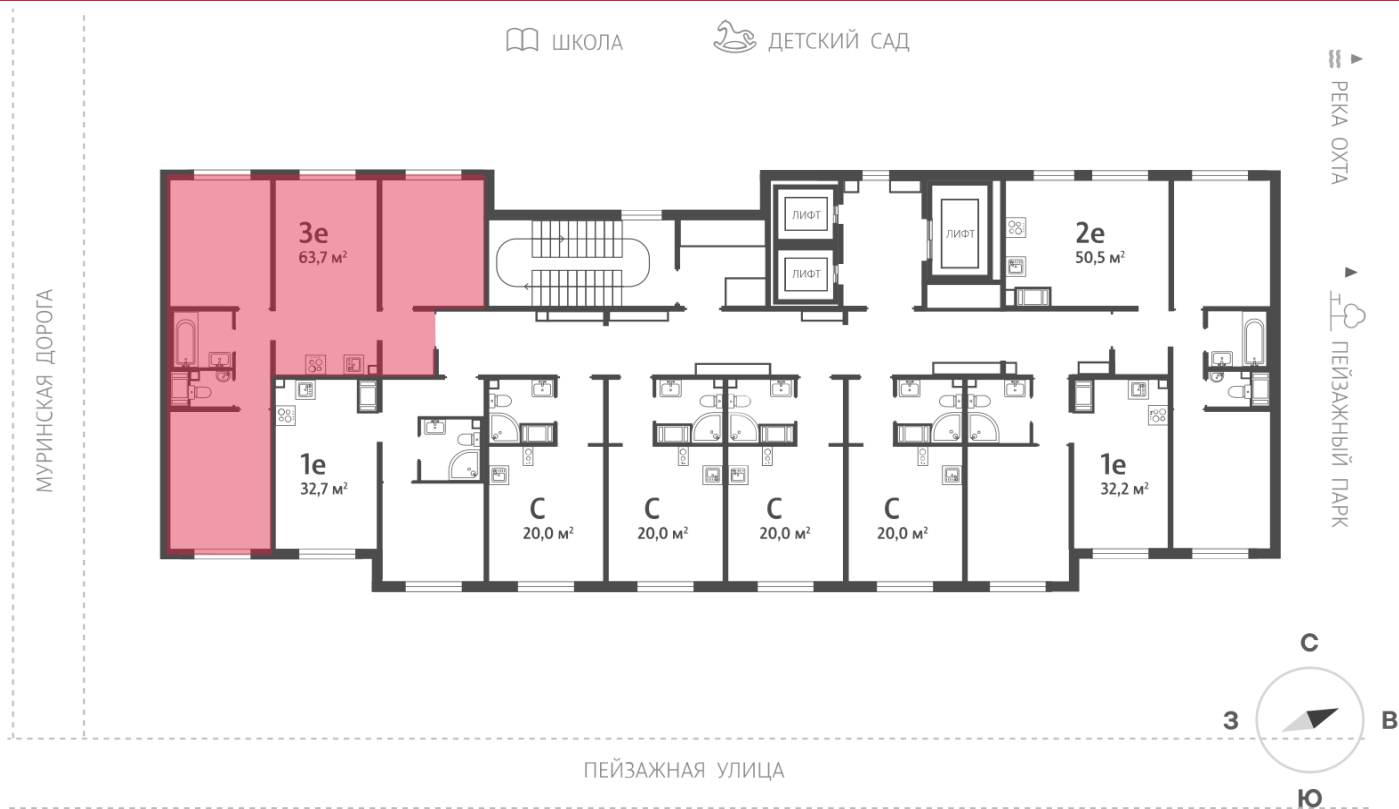 ШКОЛА
ДЕТСКИЙ САД
РЕКА ОХТА
ПЕЙЗАЖНЫЙ ПАРК
МУРИНСКАЯ ДОРОГА
3е
63,7 м²
ЛИФТ
ЛИФТ
ЛИФТ
2е
50,5 м²
1е
32,7 м²
С
20,0 м²
С
20,0 м²
С
20,0 м²
С
20,0 м²
1е
32,2 м²
С
З
В
Ю
ПЕЙЗАЖНАЯ УЛИЦА